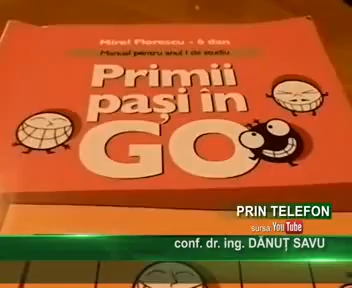 Mirel Florescu - 6 dan
Manual pentru anul I de studiu
Primii
pași în
GO
PRIN TELEFON
sursa: YouTube
conf. dr. ing. DĂNUȚ SAVU